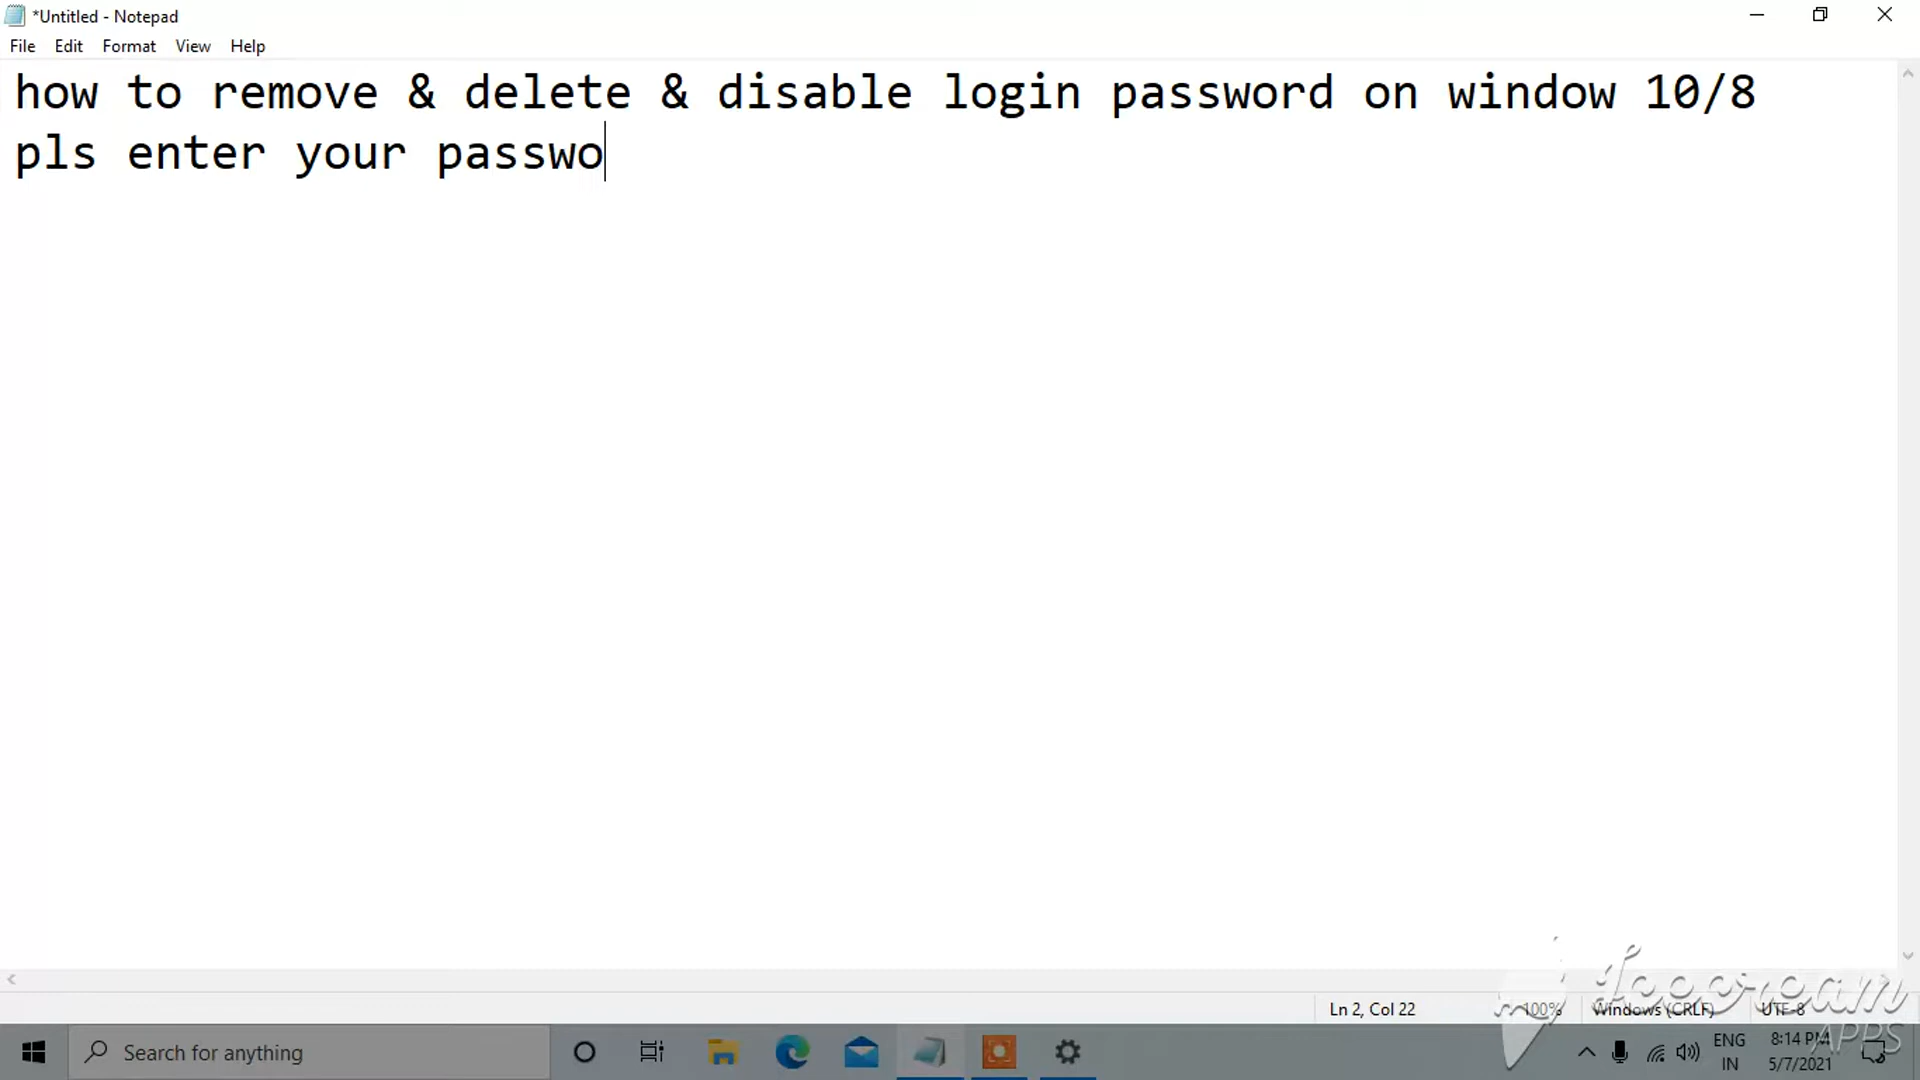 *Untitled - Notepad
File Edit Format View Help
how to remove & delete & disable login password on window 10/8
pls enter your passwo
Ln 2, Col 22 100% Windows (CRLF) UTF-8
Icecream
APPS
Search for anything
ENG 8:14 PM
IN 5/7/2021